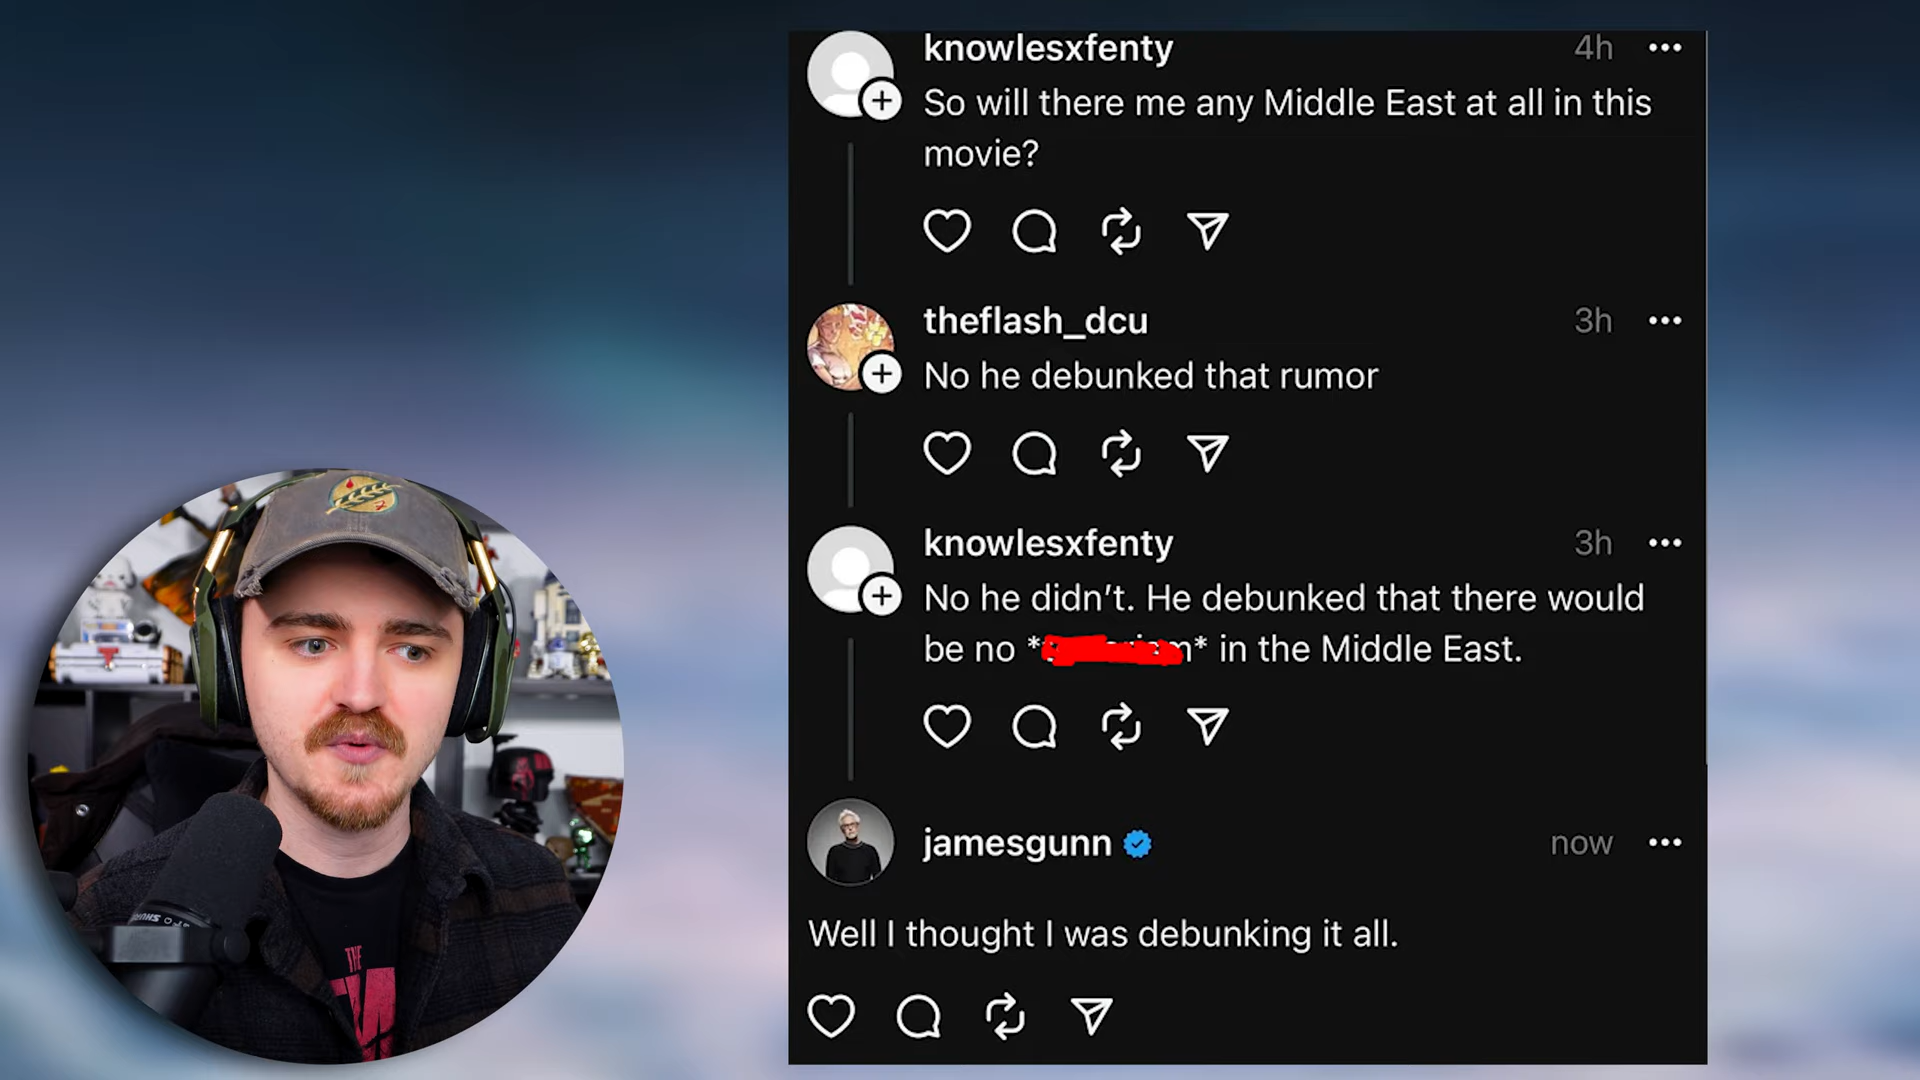 knowlesxfenty 4h
So will there me any Middle East at all in this
movie?
theflash_dcu 3h
No he debunked that rumor
knowlesxfenty 3h
No he didn't. He debunked that there would
be no * * in the Middle East.
jamesgunn now
Well I thought I was debunking it all.
THE